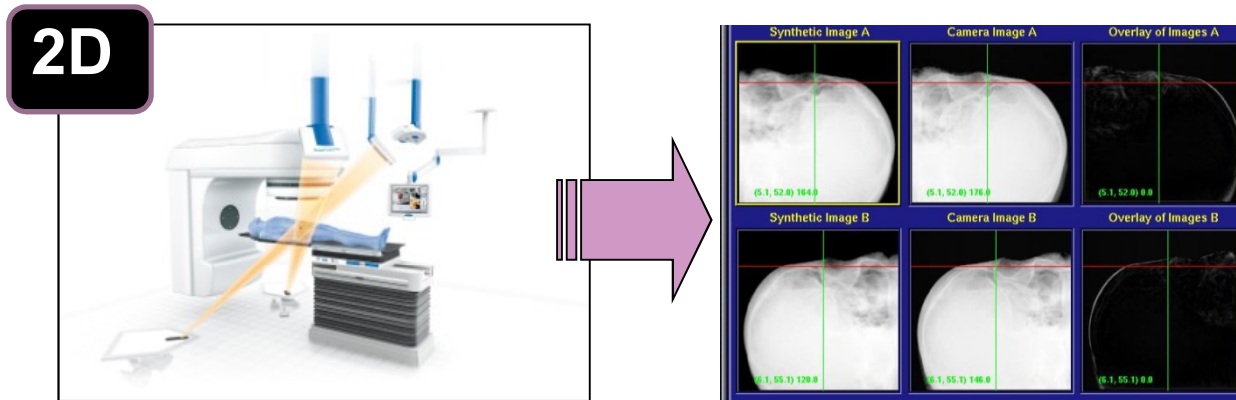 2D
Synthetic Image A
Camera Image A
Overlay of Images A
(5.1, 52.0) 164.0
(5.1, 52.0) 176.0
(5.1, 52.0) 0.0
Synthetic Image B
Camera Image B
Overlay of Images B
(6.1, 55.1) 128.0
(6.1, 55.1) 146.0
(6.1, 55.1) 0.0